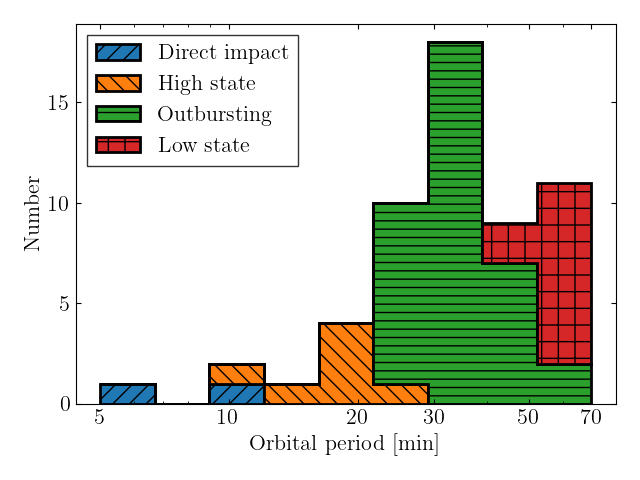 Direct impact
High state
Outbursting
Low state
15
10
5
0
Number
5
10
20
30
50
70
Orbital period [min]